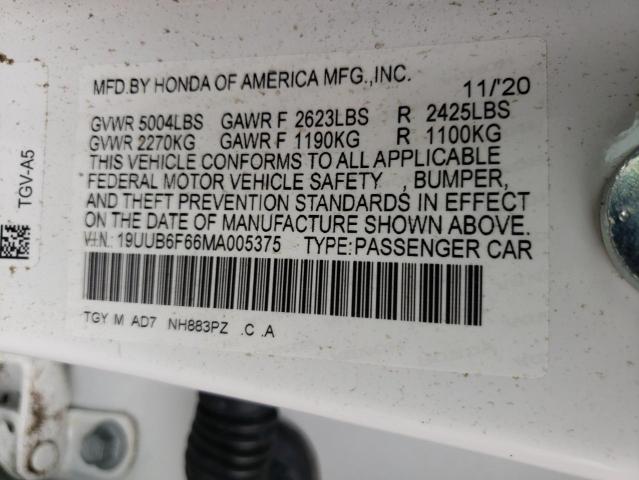 MFD.BY HONDA OF AMERICA MFG.,INC. 11/'20
GVWR 5004LBS GAWR F 2623LBS R 2425LBS
GVWR 2270KG GAWR F 1190KG R 1100KG
THIS VEHICLE CONFORMS TO ALL APPLICABLE
FEDERAL MOTOR VEHICLE SAFETY , BUMPER,
AND THEFT PREVENTION STANDARDS IN EFFECT
ON THE DATE OF MANUFACTURE SHOWN ABOVE.
V.I.N.: 19UUB6F66MA005375 TYPE:PASSENGER CAR
TGY M AD7 NH883PZ .C .A
TGV-A5